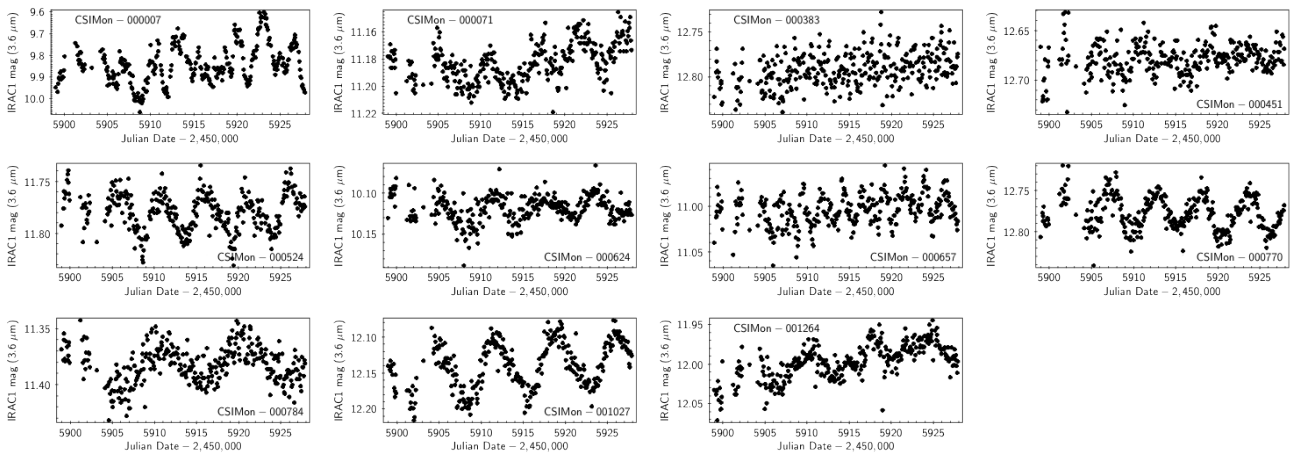 CSIMon − 000007
9.6
9.7
9.8
9.9
10.0
IRAC1 mag (3.6 μm)
5900 5905 5910 5915 5920 5925
Julian Date − 2,450,000
CSIMon − 000071
11.16
11.18
11.20
11.22
IRAC1 mag (3.6 μm)
5900 5905 5910 5915 5920 5925
Julian Date − 2,450,000
CSIMon − 000383
12.75
12.80
IRAC1 mag (3.6 μm)
5900 5905 5910 5915 5920 5925
Julian Date − 2,450,000
12.65
12.70
IRAC1 mag (3.6 μm)
CSIMon − 000451
5900 5905 5910 5915 5920 5925
Julian Date − 2,450,000
11.75
11.80
IRAC1 mag (3.6 μm)
CSIMon − 000524
5900 5905 5910 5915 5920 5925
Julian Date − 2,450,000
10.10
10.15
IRAC1 mag (3.6 μm)
CSIMon − 000624
5900 5905 5910 5915 5920 5925
Julian Date − 2,450,000
11.00
11.05
IRAC1 mag (3.6 μm)
CSIMon − 000657
5900 5905 5910 5915 5920 5925
Julian Date − 2,450,000
12.75
12.80
IRAC1 mag (3.6 μm)
CSIMon − 000770
5900 5905 5910 5915 5920 5925
Julian Date − 2,450,000
11.35
11.40
IRAC1 mag (3.6 μm)
CSIMon − 000784
5900 5905 5910 5915 5920 5925
Julian Date − 2,450,000
12.10
12.15
12.20
IRAC1 mag (3.6 μm)
CSIMon − 001027
5900 5905 5910 5915 5920 5925
Julian Date − 2,450,000
CSIMon − 001264
11.95
12.00
12.05
IRAC1 mag (3.6 μm)
5900 5905 5910 5915 5920 5925
Julian Date − 2,450,000